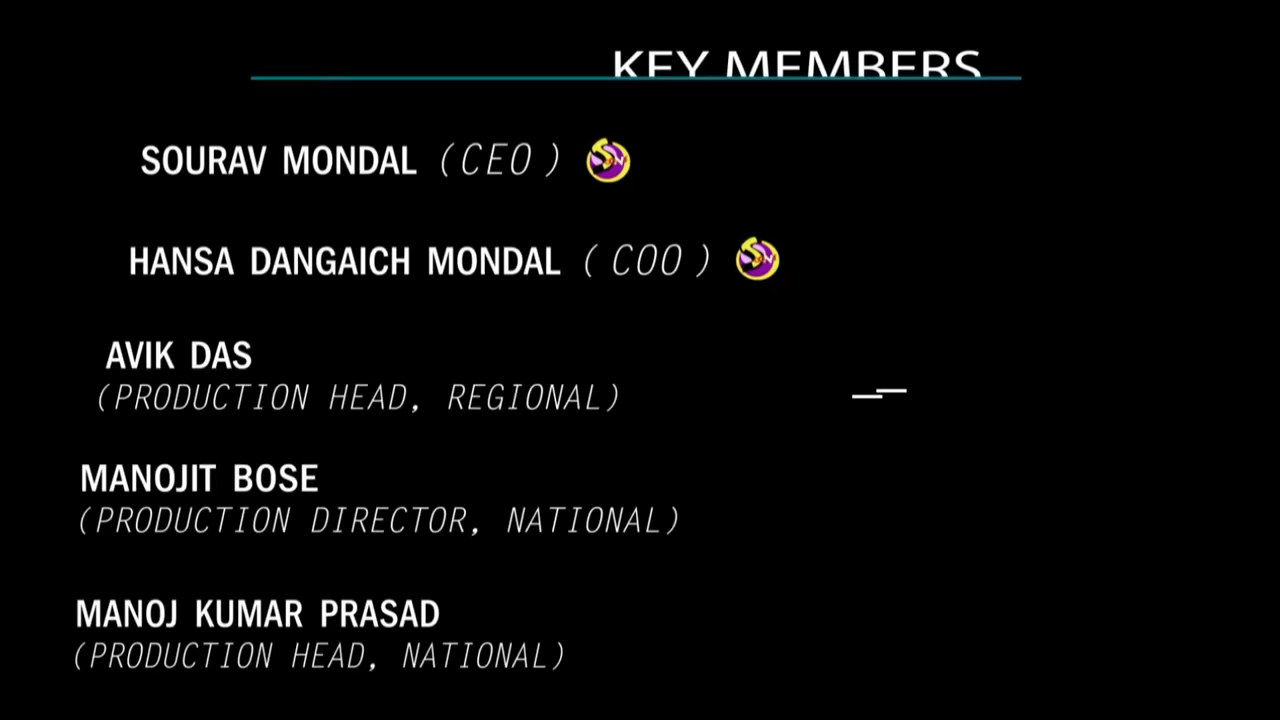 KEY MEMBERS
SOURAV MONDAL (CEO )
HANSA DANGAICH MONDAL ( COO )
AVIK DAS
(PRODUCTION HEAD, REGIONAL)
MANOJIT BOSE
(PRODUCTION DIRECTOR, NATIONAL)
MANOJ KUMAR PRASAD
(PRODUCTION HEAD, NATIONAL)